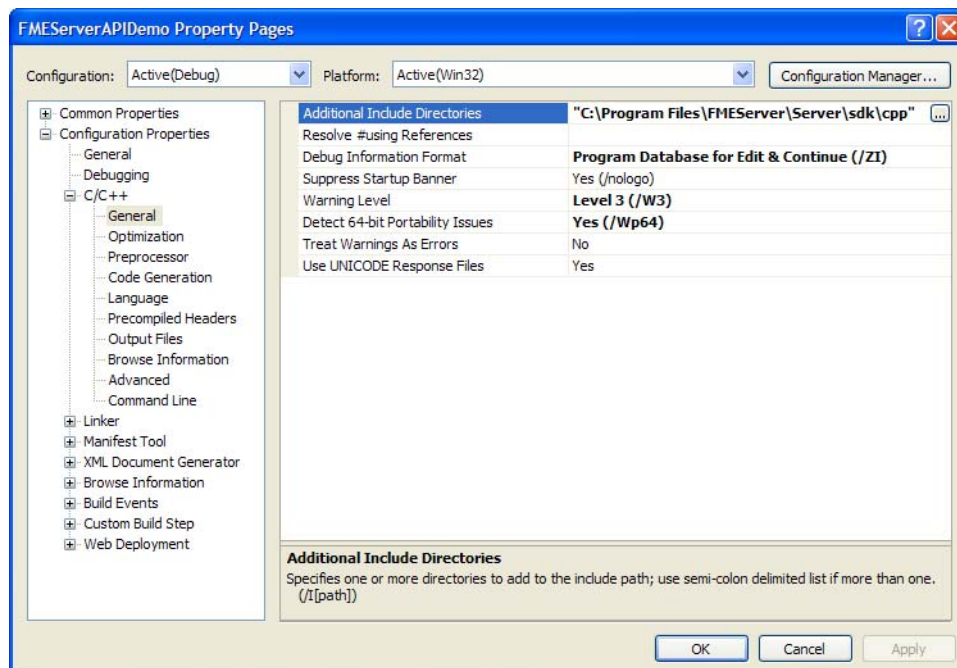 FMEServerAPIDemo Property Pages
Configuration: Active(Debug) Platform: Active(Win32) Configuration Manager...
Common Properties
Configuration Properties
General
Debugging
C/C++
General
Optimization
Preprocessor
Code Generation
Language
Precompiled Headers
Output Files
Browse Information
Advanced
Command Line
Linker
Manifest Tool
XML Document Generator
Browse Information
Build Events
Custom Build Step
Web Deployment
Additional Include Directories "C:\Program Files\FMEServer\Server\sdk\cpp" ...
Resolve #using References
Debug Information Format Program Database for Edit & Continue (/ZI)
Suppress Startup Banner Yes (/nologo)
Warning Level Level 3 (/W3)
Detect 64-bit Portability Issues Yes (/Wp64)
Treat Warnings As Errors No
Use UNICODE Response Files Yes
Additional Include Directories
Specifies one or more directories to add to the include path; use semi-colon delimited list if more than one.
(/I[path])
OK Cancel Apply